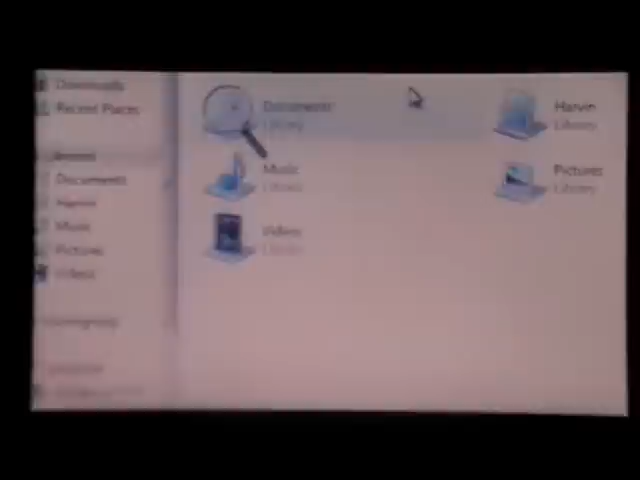 Downloads
Recent Places
Documents
Music
Pictures
Videos
Documents
Library
Harvin
Library
Music
Library
Pictures
Library
Videos
Library